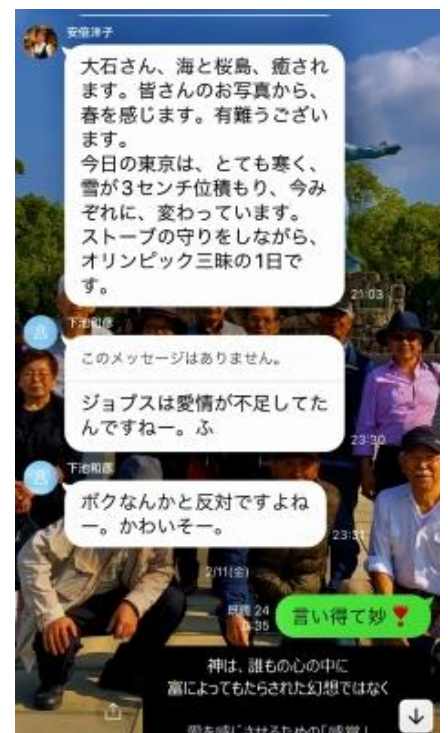 安倍洋子
大石さん、海と桜島、癒され
ます。皆さんのお写真から、
春を感じます。有難うござい
ます。
今日の東京は、とても寒く、
雪が3センチ位積もり、今み
ぞれに、変わっています。
ストーブの守りをしながら、
オリンピック三昧の1日で
す。
21:03
下池和彦
このメッセージはありません。
ジョブスは愛情が不足してた
んですねー。ふ
23:30
下池和彦
ボクなんかと反対ですよね
ー。かわいそー。
23:31
2/11(金)
既読 24
言い得て妙❣
神は、誰もの心の中に
富によってもたらされた幻想ではなく